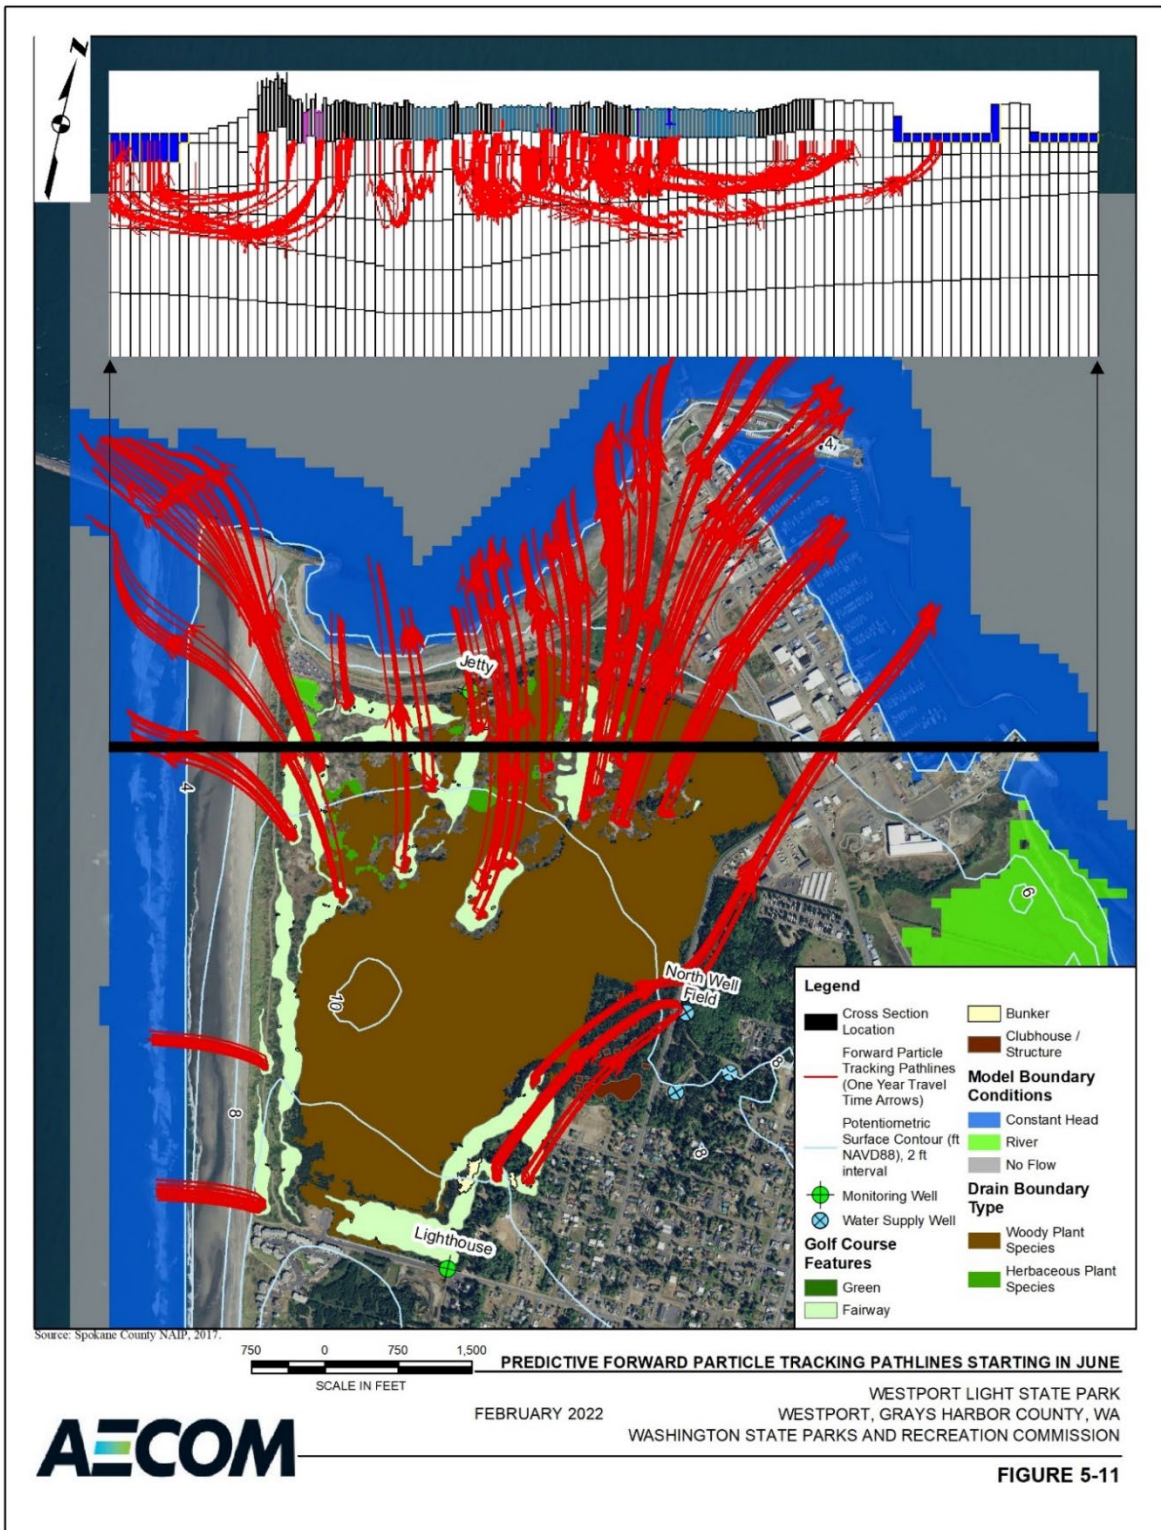 N
4
Jetty
4
6
10
North Well
Field
8
8
8
Lighthouse
Legend
Cross Section
Location
Forward Particle
Tracking Pathlines
(One Year Travel
Time Arrows)
Potentiometric
Surface Contour (ft
NAVD88), 2 ft
interval
Monitoring Well
Water Supply Well
Golf Course
Features
Green
Fairway
Bunker
Clubhouse /
Structure
Model Boundary
Conditions
Constant Head
River
No Flow
Drain Boundary
Type
Woody Plant
Species
Herbaceous Plant
Species
Source: Spokane County NAIP, 2017.
750 0 750 1,500
SCALE IN FEET
PREDICTIVE FORWARD PARTICLE TRACKING PATHLINES STARTING IN JUNE
WESTPORT LIGHT STATE PARK
FEBRUARY 2022 WESTPORT, GRAYS HARBOR COUNTY, WA
WASHINGTON STATE PARKS AND RECREATION COMMISSION
AECOM
FIGURE 5-11